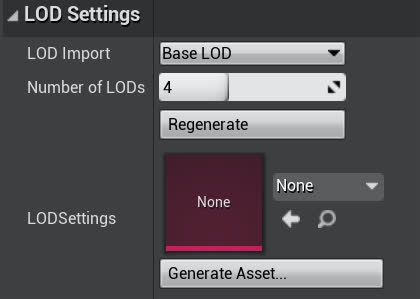 LOD Settings
LOD Import Base LOD
Number of LODs 4
Regenerate
None None
LODSettings
Generate Asset...